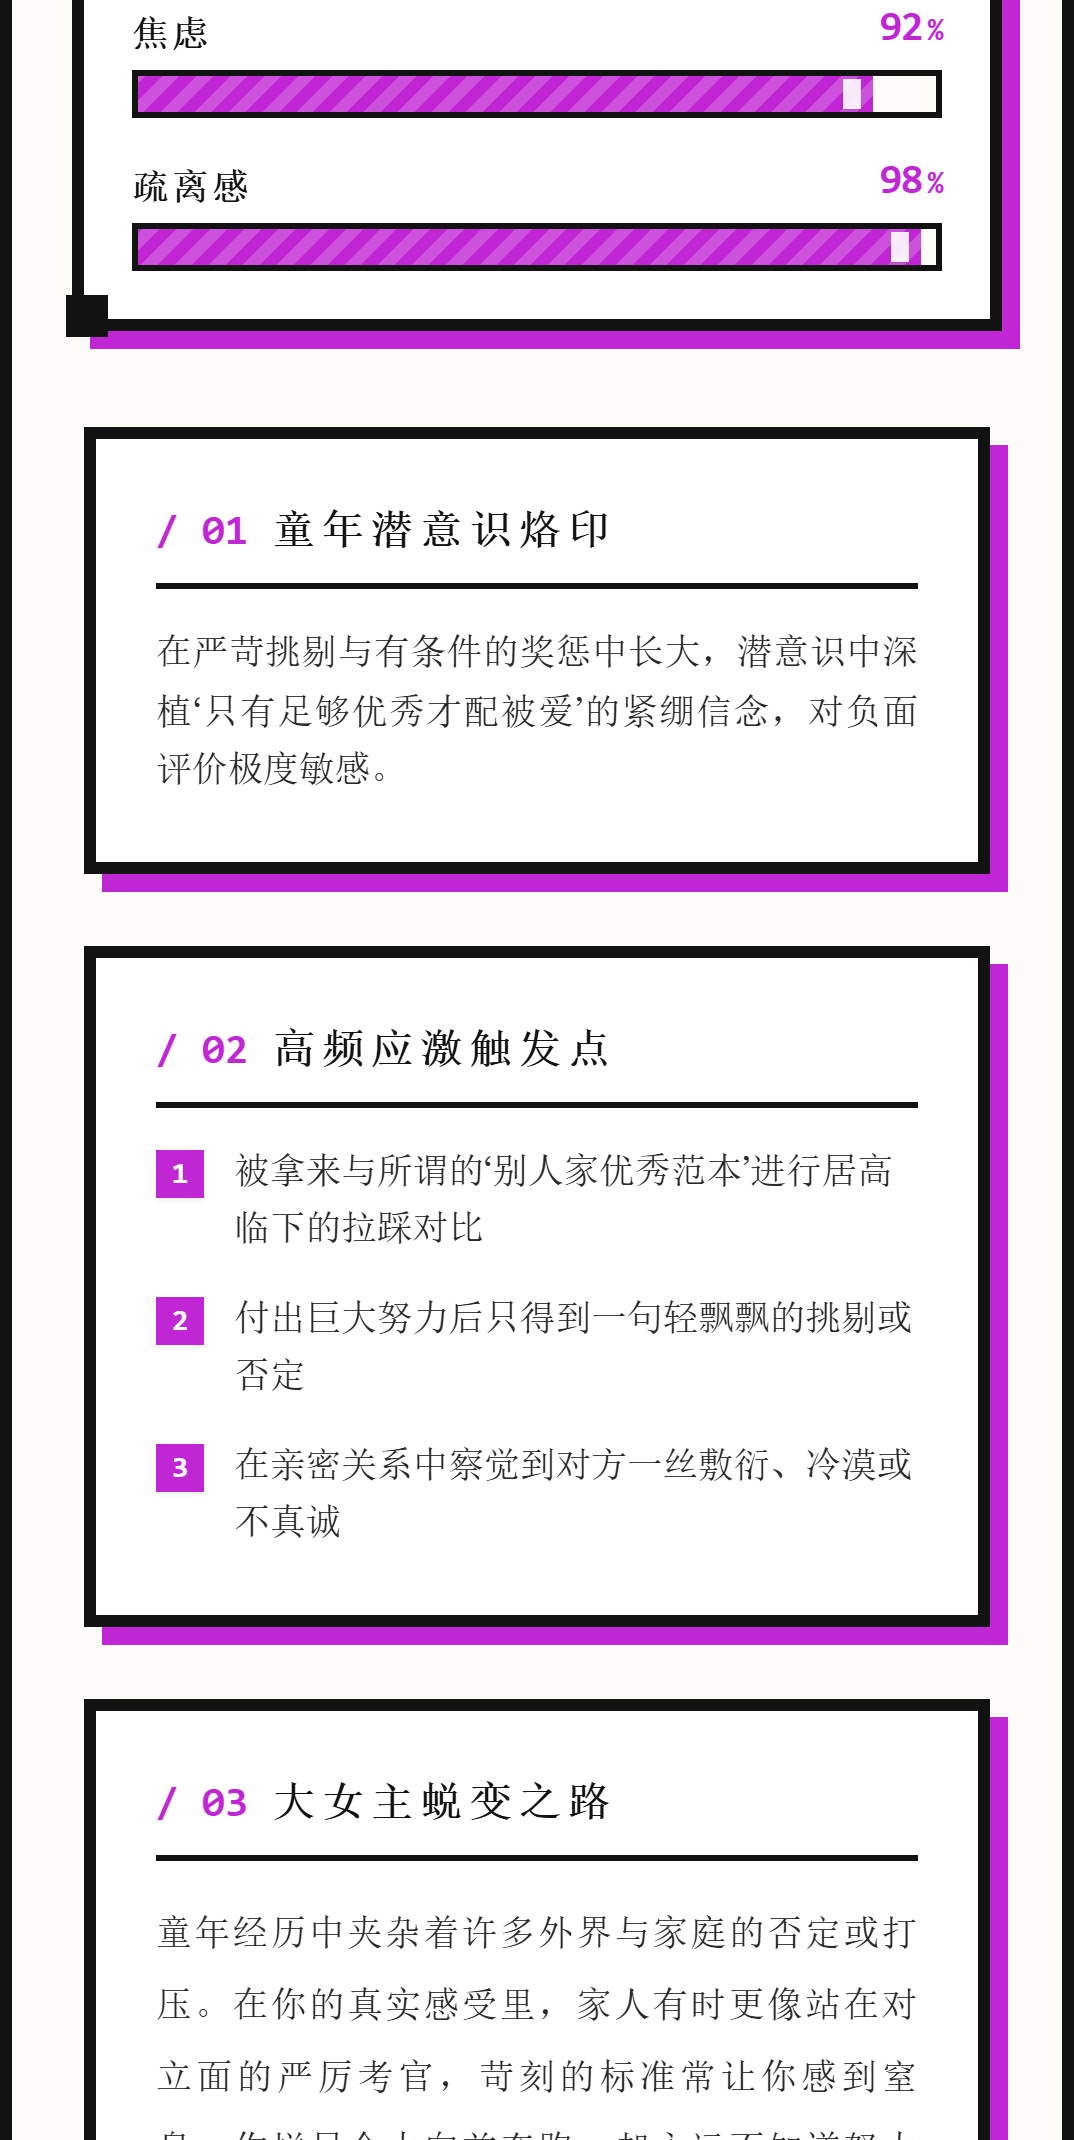 焦虑 92%
疏离感 98%
/ 01 童年潜意识烙印
在严苛挑剔与有条件的奖惩中长大，潜意识中深
植‘只有足够优秀才配被爱’的紧绷信念，对负面
评价极度敏感。
/ 02 高频应激触发点
1 被拿来与所谓的‘别人家优秀范本’进行居高
临下的拉踩对比
2 付出巨大努力后只得到一句轻飘飘的挑剔或
否定
3 在亲密关系中察觉到对方一丝敷衍、冷漠或
不真诚
/ 03 大女主蜕变之路
童年经历中夹杂着许多外界与家庭的否定或打
压。在你的真实感受里，家人有时更像站在对
立面的严厉考官，苛刻的标准常让你感到窒